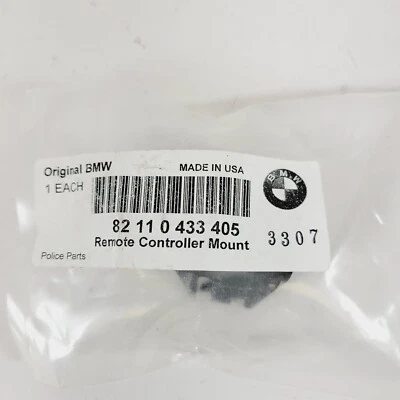 Original BMW
MADE IN USA
1 EACH
BMW
82 11 0 433 405
Remote Controller Mount
3307
Police Parts